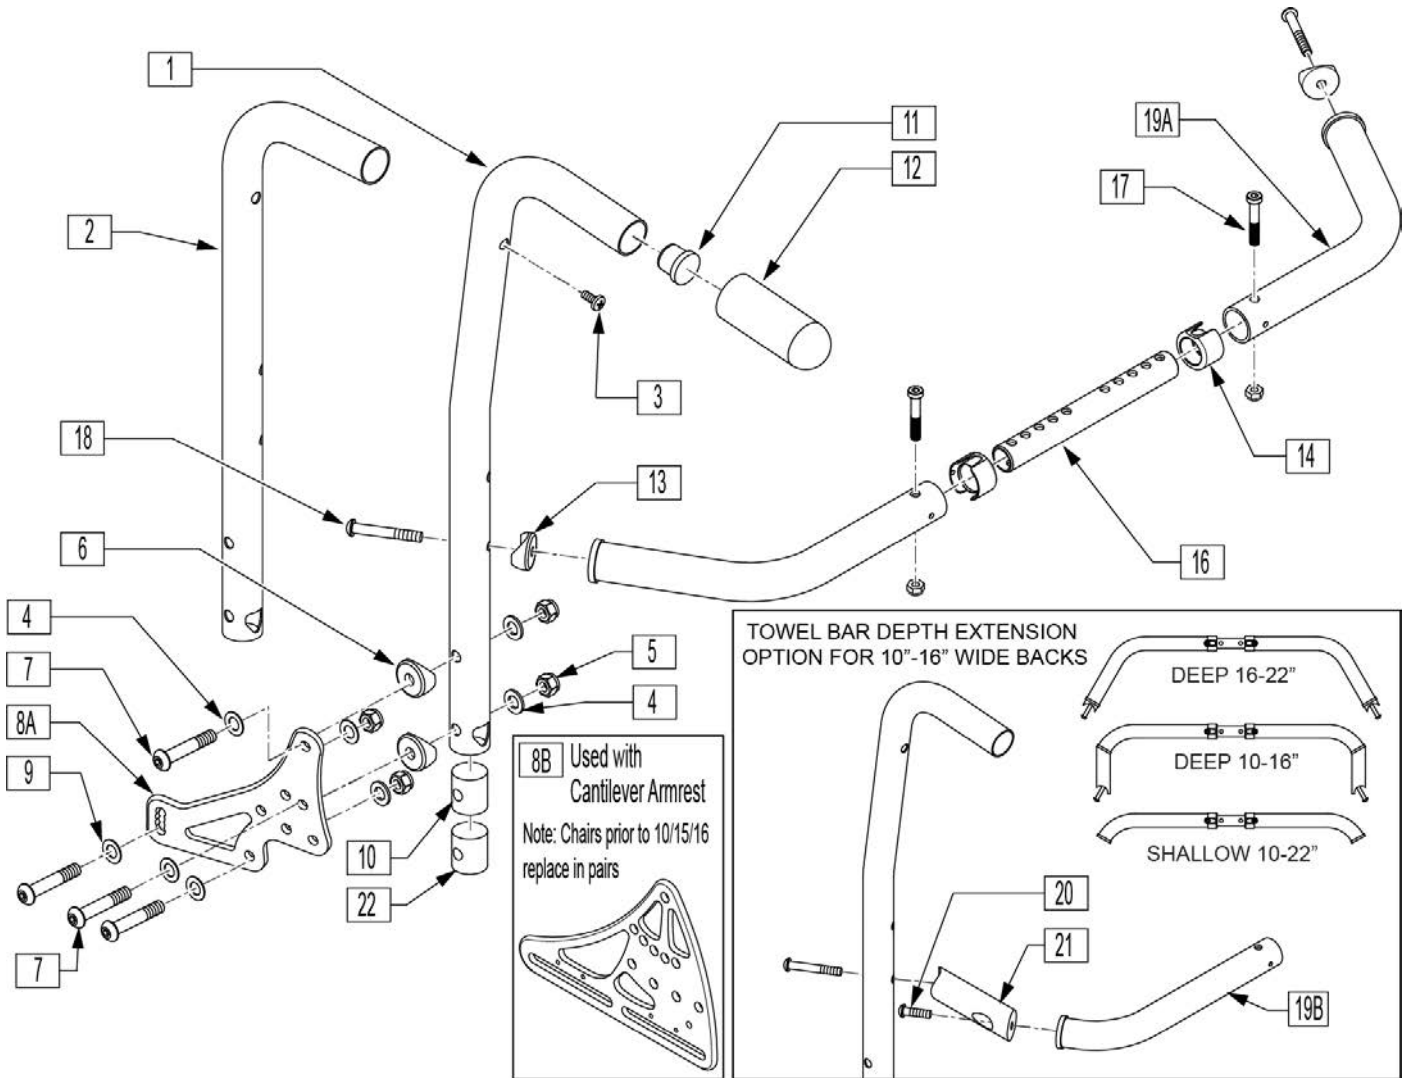 1
11
12
19A
17
2
3
18
13
14
6
16
4
5
7
4
8A
9
10
22
7
8B Used with
Cantilever Armrest
Note: Chairs prior to 10/15/16
replace in pairs
TOWEL BAR DEPTH EXTENSION
OPTION FOR 10”-16” WIDE BACKS
DEEP 16-22”
DEEP 10-16”
SHALLOW 10-22”
20
21
19B